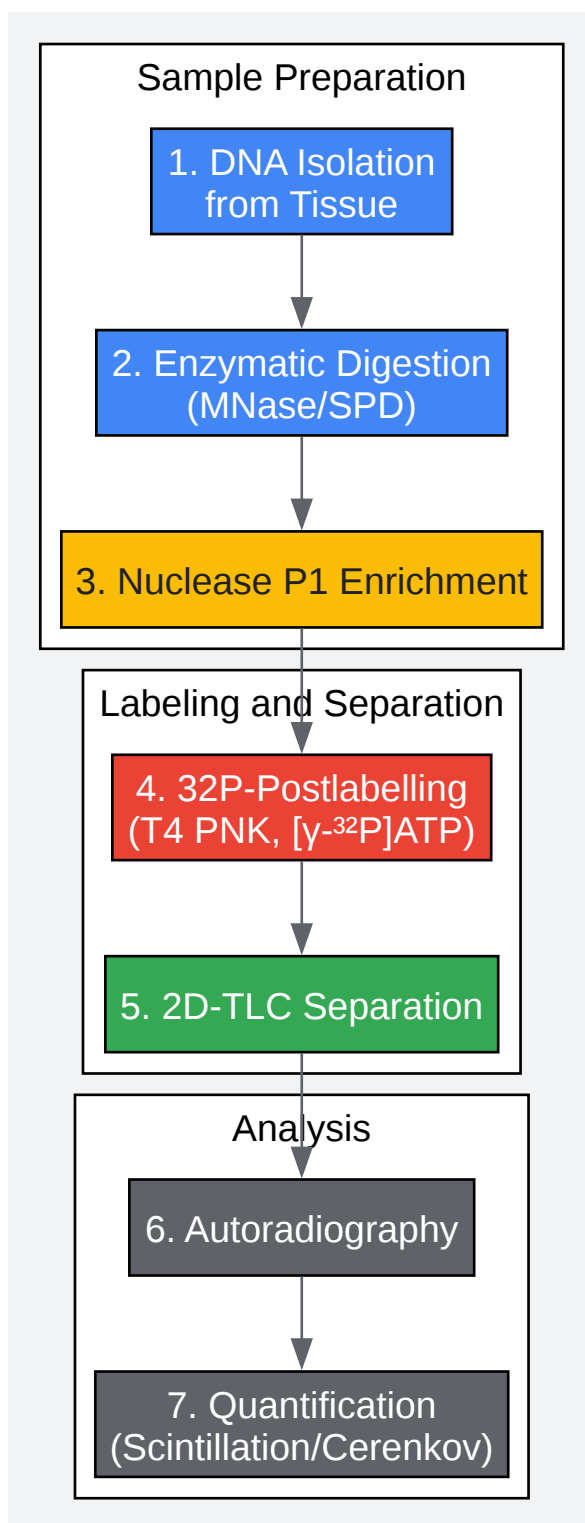 Sample Preparation
1. DNA Isolation
from Tissue
2. Enzymatic Digestion
(MNase/SPD)
3. Nuclease P1 Enrichment
Labeling and Separation
4. 32P-Postlabelling
(T4 PNK, [γ-³²P]ATP)
5. 2D-TLC Separation
Analysis
6. Autoradiography
7. Quantification
(Scintillation/Cerenkov)